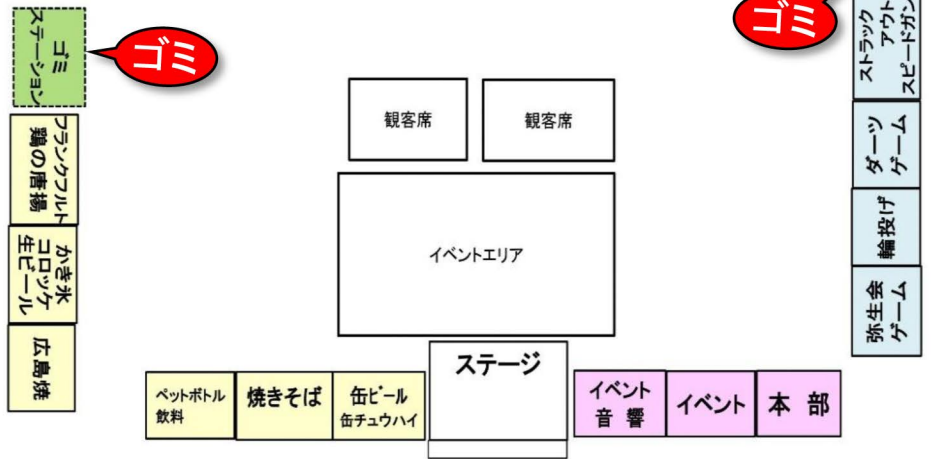 ゴミ
ステーション
ゴミ
ゴミ
ストラック
アウト
スピードガン
フランクフルト
鶏の唐揚
観客席
観客席
ダーツ
ゲーム
かき氷
コロッケ
生ビール
イベントエリア
輪投げ
弥生会
ゲーム
広島焼
ペットボトル
飲料
焼きそば
缶ビール
缶チュウハイ
ステージ
イベント
音響
イベント
本部